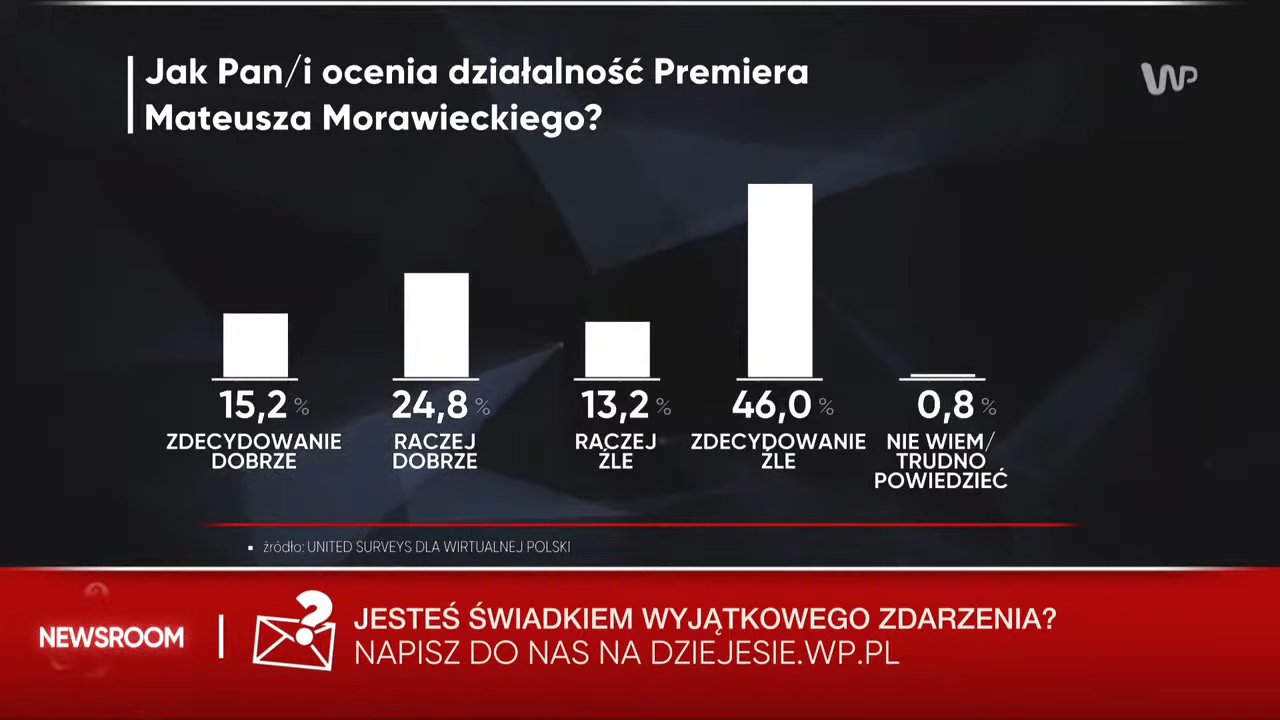 Jak Pan/i ocenia działalność Premiera
Mateusza Morawieckiego?
WP
15,2 %
ZDECYDOWANIE
DOBRZE
24,8 %
RACZEJ
DOBRZE
13,2 %
RACZEJ
ŹLE
46,0 %
ZDECYDOWANIE
ŹLE
0,8 %
NIE WIEM/
TRUDNO
POWIEDZIEĆ
▪ źródło: UNITED SURVEYS DLA WIRTUALNEJ POLSKI
NEWSROOM
JESTEŚ ŚWIADKIEM WYJĄTKOWEGO ZDARZENIA?
NAPISZ DO NAS NA DZIEJESIE.WP.PL